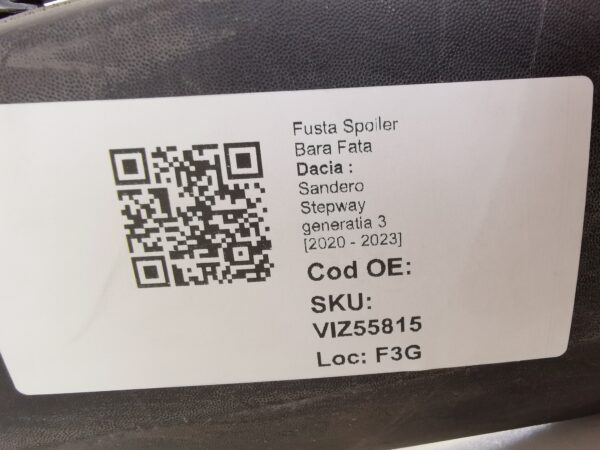 Fusta Spoiler
Bara Fata
Dacia :
Sandero
Stepway
generatia 3
[2020 - 2023]
Cod OE:
SKU:
VIZ55815
Loc: F3G